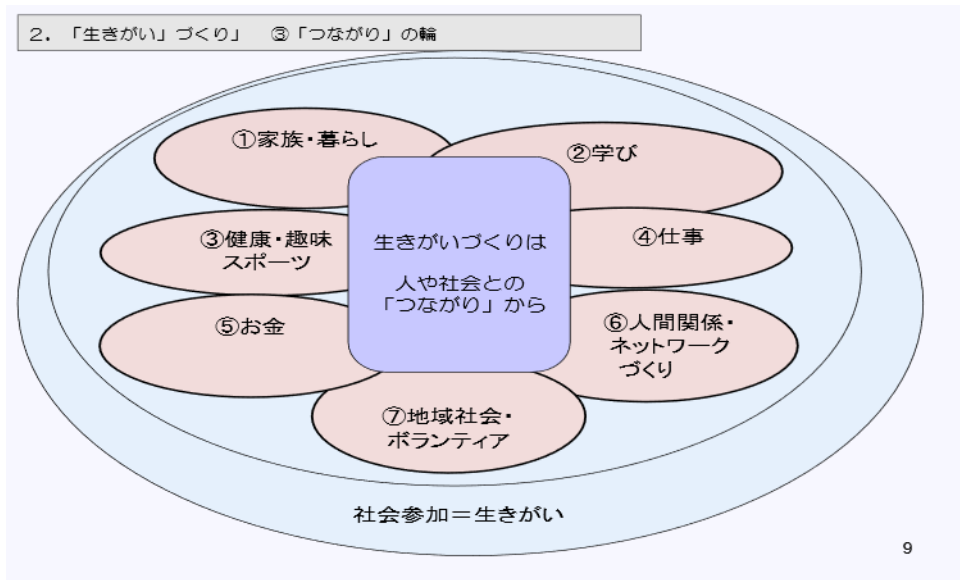 2．「生きがい」づくり」　③「つながり」の輪
①家族・暮らし
②学び
③健康・趣味
スポーツ
④仕事
生きがいづくりは
人や社会との
「つながり」から
⑤お金
⑥人間関係・
ネットワーク
づくり
⑦地域社会・
ボランティア
社会参加＝生きがい
9